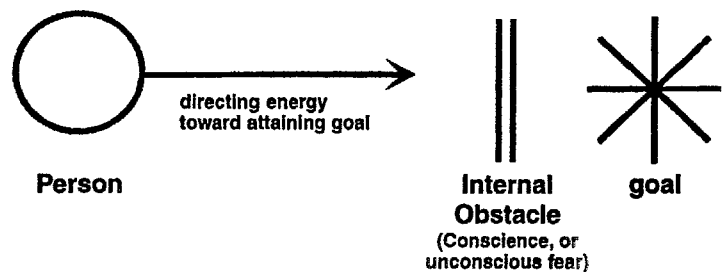 directing energy
toward attaining goal
Person
Internal
Obstacle
(Conscience, or
unconscious fear)
goal